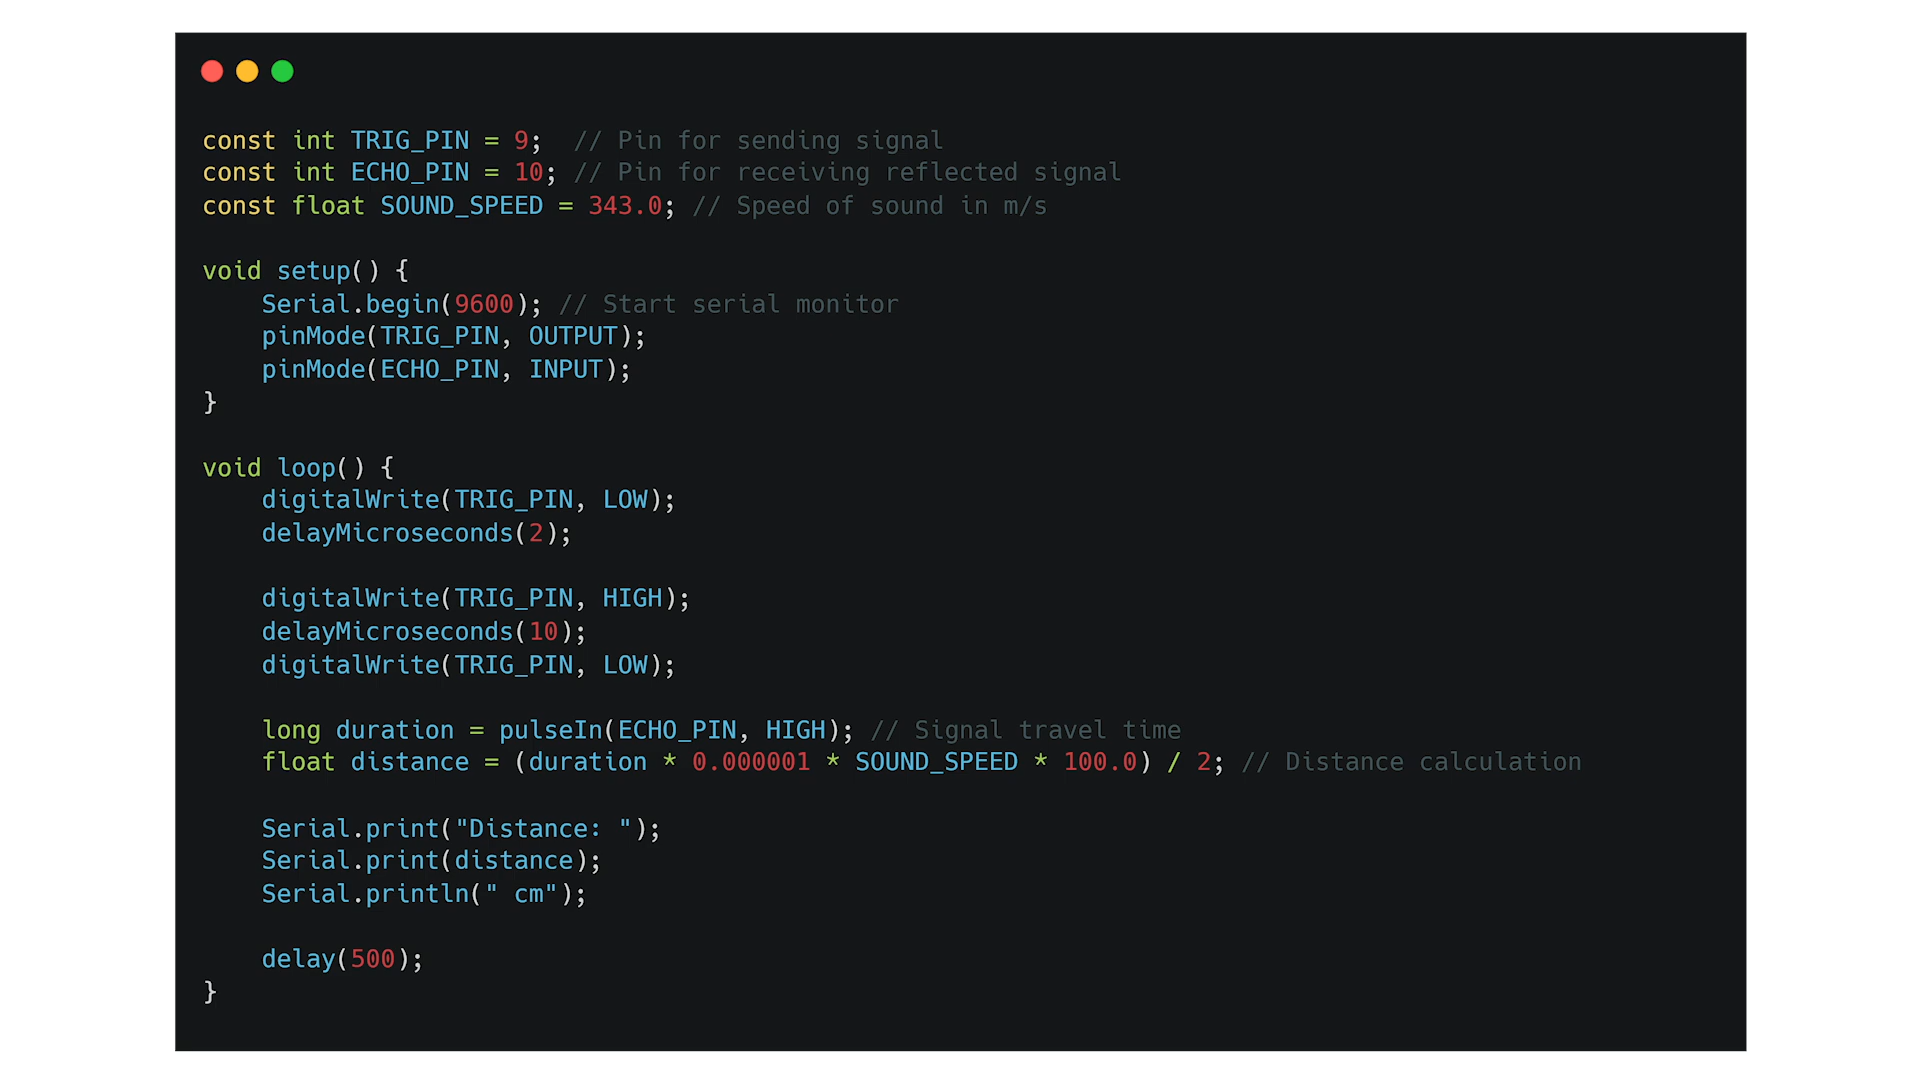 const int TRIG_PIN = 9;  // Pin for sending signal
const int ECHO_PIN = 10; // Pin for receiving reflected signal
const float SOUND_SPEED = 343.0; // Speed of sound in m/s

void setup() {
    Serial.begin(9600); // Start serial monitor
    pinMode(TRIG_PIN, OUTPUT);
    pinMode(ECHO_PIN, INPUT);
}

void loop() {
    digitalWrite(TRIG_PIN, LOW);
    delayMicroseconds(2);

    digitalWrite(TRIG_PIN, HIGH);
    delayMicroseconds(10);
    digitalWrite(TRIG_PIN, LOW);

    long duration = pulseIn(ECHO_PIN, HIGH); // Signal travel time
    float distance = (duration * 0.000001 * SOUND_SPEED * 100.0) / 2; // Distance calculation

    Serial.print("Distance: ");
    Serial.print(distance);
    Serial.println(" cm");

    delay(500);
}